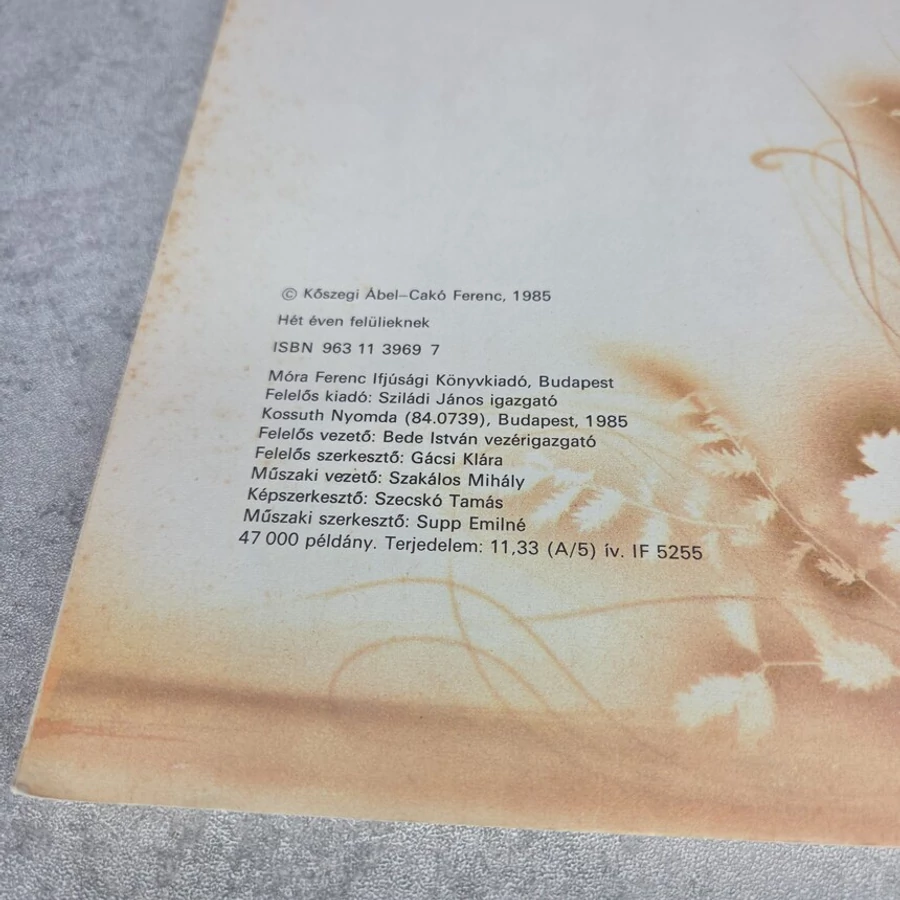 © Kőszegi Ábel–Cakó Ferenc, 1985
Hét éven felülieknek
ISBN 963 11 3969 7
Móra Ferenc Ifjúsági Könyvkiadó, Budapest
Felelős kiadó: Sziládi János igazgató
Kossuth Nyomda (84.0739), Budapest, 1985
Felelős vezető: Bede István vezérigazgató
Felelős szerkesztő: Gácsi Klára
Műszaki vezető: Szakálos Mihály
Képszerkesztő: Szecskó Tamás
Műszaki szerkesztő: Supp Emilné
47 000 példány. Terjedelem: 11,33 (A/5) ív. IF 5255